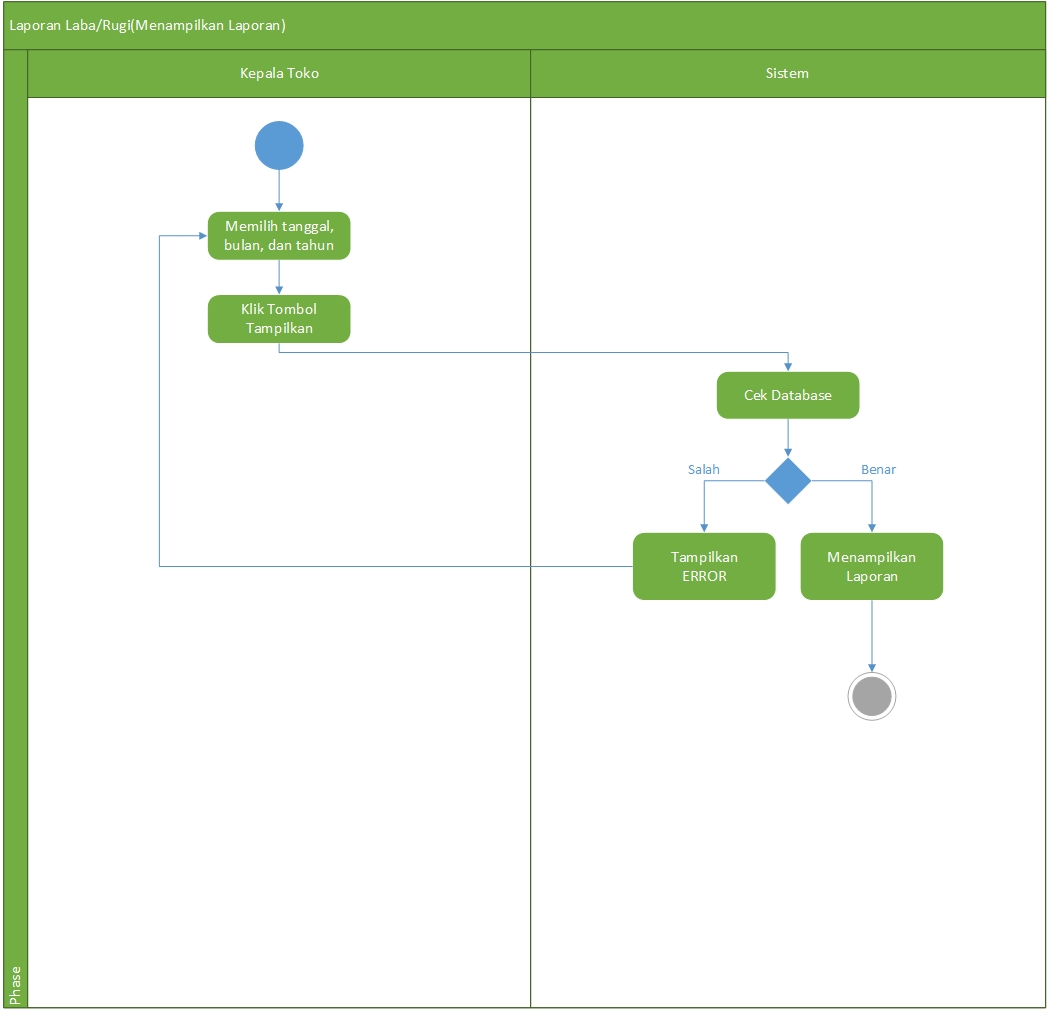 Laporan Laba/Rugi(Menampilkan Laporan)
Kepala Toko
Sistem
Memilih tanggal,
bulan, dan tahun
Klik Tombol
Tampilkan
Cek Database
Salah
Benar
Tampilkan
ERROR
Menampilkan
Laporan
Phase